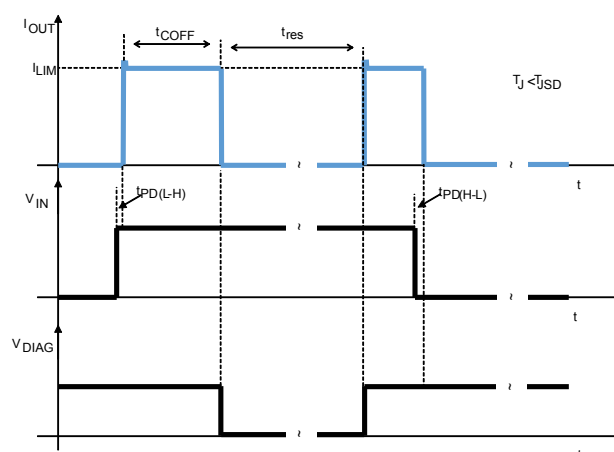 IOUT
tCOFF
tres
ILIM
TJ <TJSD
~
~
t
VIN
tPD(L-H)
tPD(H-L)
~
~
t
VDIAG
~
~